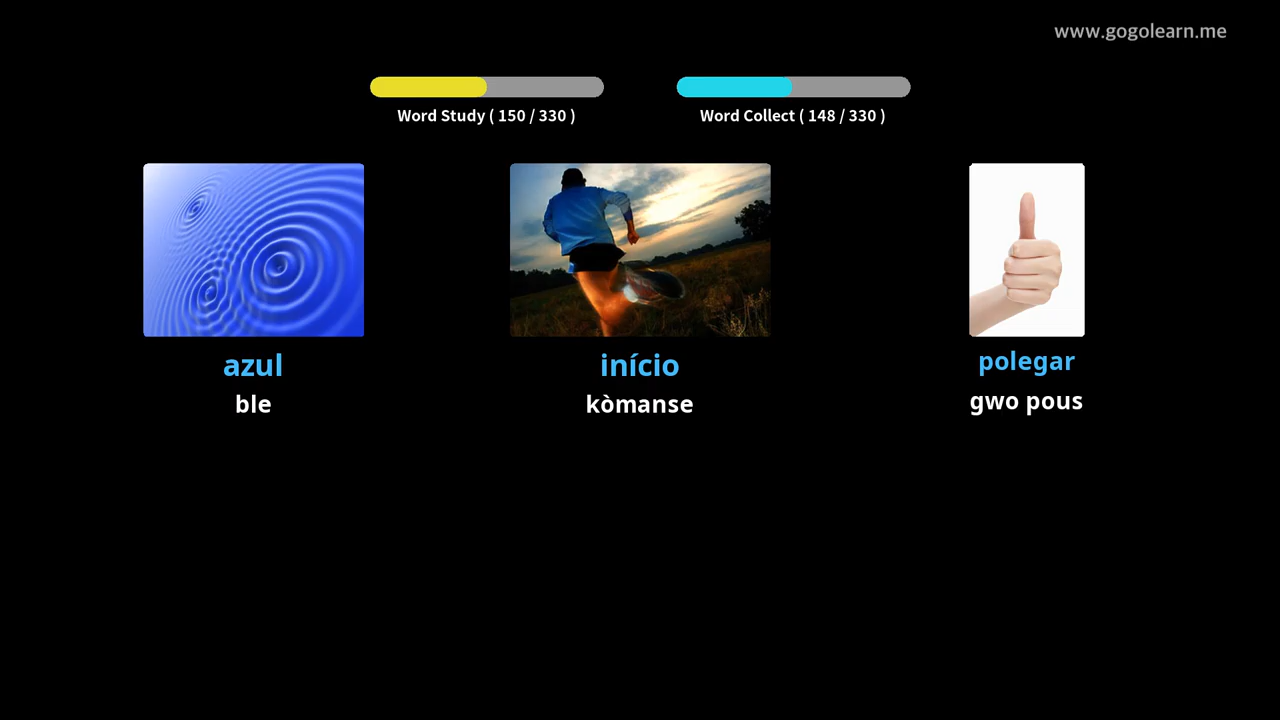 www.gogolearn.me
Word Study ( 150 / 330 )
Word Collect ( 148 / 330 )
azul
ble
início
kòmanse
polegar
gwo pous